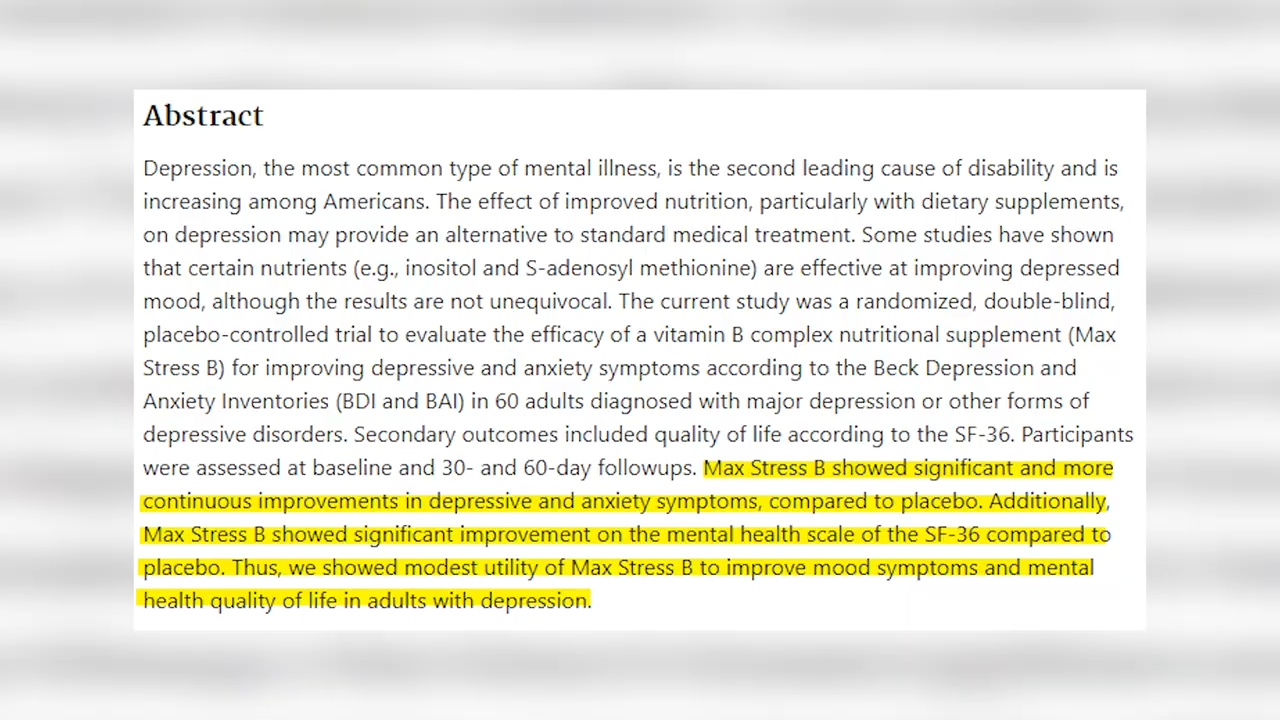 Abstract
Depression, the most common type of mental illness, is the second leading cause of disability and is
increasing among Americans. The effect of improved nutrition, particularly with dietary supplements,
on depression may provide an alternative to standard medical treatment. Some studies have shown
that certain nutrients (e.g., inositol and S-adenosyl methionine) are effective at improving depressed
mood, although the results are not unequivocal. The current study was a randomized, double-blind,
placebo-controlled trial to evaluate the efficacy of a vitamin B complex nutritional supplement (Max
Stress B) for improving depressive and anxiety symptoms according to the Beck Depression and
Anxiety Inventories (BDI and BAI) in 60 adults diagnosed with major depression or other forms of
depressive disorders. Secondary outcomes included quality of life according to the SF-36. Participants
were assessed at baseline and 30- and 60-day followups. Max Stress B showed significant and more
continuous improvements in depressive and anxiety symptoms, compared to placebo. Additionally,
Max Stress B showed significant improvement on the mental health scale of the SF-36 compared to
placebo. Thus, we showed modest utility of Max Stress B to improve mood symptoms and mental
health quality of life in adults with depression.